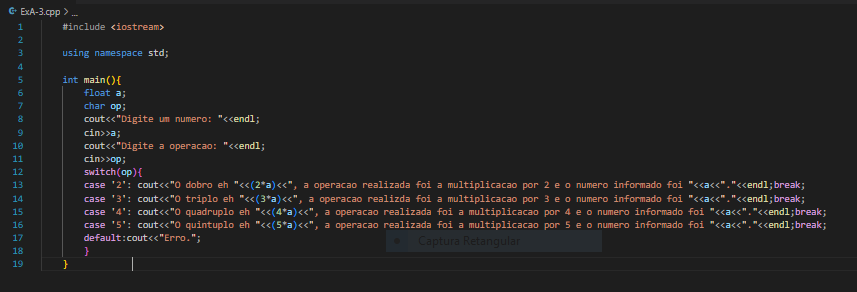 ExA-3.cpp > ...
1 #include <iostream>
2
3 using namespace std;
4
5 int main(){
6 float a;
7 char op;
8 cout<<"Digite um numero: "<<endl;
9 cin>>a;
10 cout<<"Digite a operacao: "<<endl;
11 cin>>op;
12 switch(op){
13 case '2': cout<<"O dobro eh "<<(2*a)<<", a operacao realizada foi a multiplicacao por 2 e o numero informado foi "<<a<<"."<<endl;break;
14 case '3': cout<<"O triplo eh "<<(3*a)<<", a operacao realizda foi a multiplicacao por 3 e o numero informado foi "<<a<<"."<<endl;break;
15 case '4': cout<<"O quadruplo eh "<<(4*a)<<", a operacao realizada foi a multiplicacao por 4 e o numero informado foi "<<a<<"."<<endl;break;
16 case '5': cout<<"O quintuplo eh "<<(5*a)<<", a operacao realizada foi a multiplicacao por 5 e o numero informado foi "<<a<<"."<<endl;break;
17 default:cout<<"Erro.";
Captura Retangular
18 }
19 }